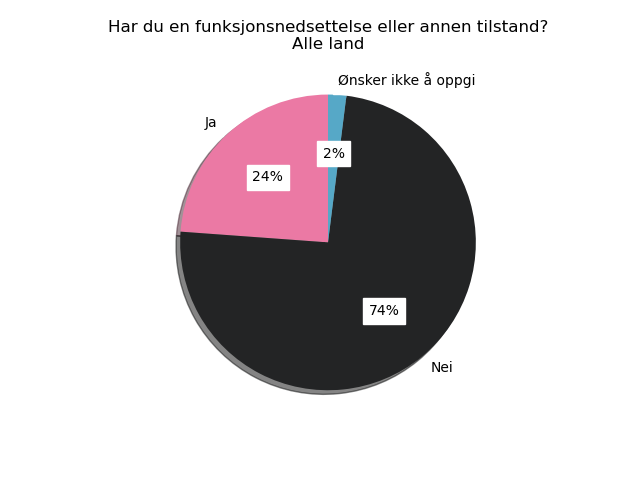 Har du en funksjonsnedsettelse eller annen tilstand?
Alle land
Ønsker ikke å oppgi
Ja
2%
24%
74%
Nei